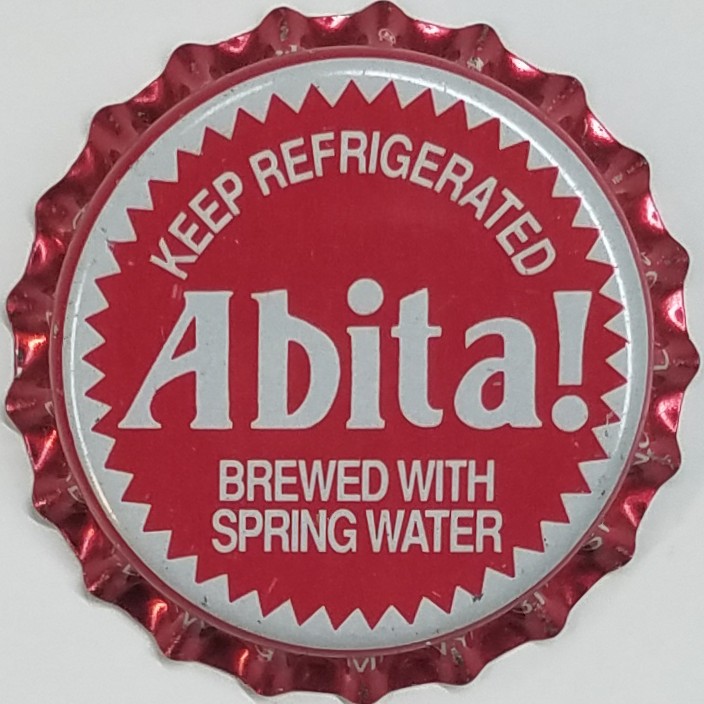 KEEP REFRIGERATED
Abita!
BREWED WITH
SPRING WATER